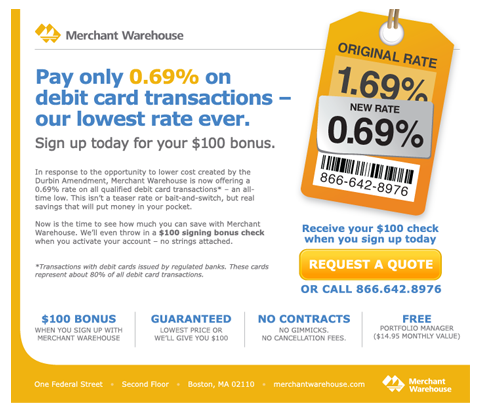 Merchant Warehouse
Pay only 0.69% on
debit card transactions –
our lowest rate ever.
Sign up today for your $100 bonus.
In response to the opportunity to lower cost created by the
Durbin Amendment, Merchant Warehouse is now offering a
0.69% rate on all qualified debit card transactions* – an all-
time low. This isn't a teaser rate or bait-and-switch, but real
savings that will put money in your pocket.
Now is the time to see how much you can save with Merchant
Warehouse. We'll even throw in a $100 signing bonus check
when you activate your account – no strings attached.
*Transactions with debit cards issued by regulated banks. These cards
represent about 80% of all debit card transactions.
ORIGINAL RATE
1.69%
NEW RATE
0.69%
866-642-8976
Receive your $100 check
when you sign up today
REQUEST A QUOTE
OR CALL 866.642.8976
$100 BONUS
WHEN YOU SIGN UP WITH
MERCHANT WAREHOUSE
GUARANTEED
LOWEST PRICE OR
WE'LL GIVE YOU $100
NO CONTRACTS
NO GIMMICKS.
NO CANCELLATION FEES.
FREE
PORTFOLIO MANAGER
($14.95 MONTHLY VALUE)
One Federal Street • Second Floor • Boston, MA 02110 • merchantwarehouse.com
Merchant
Warehouse